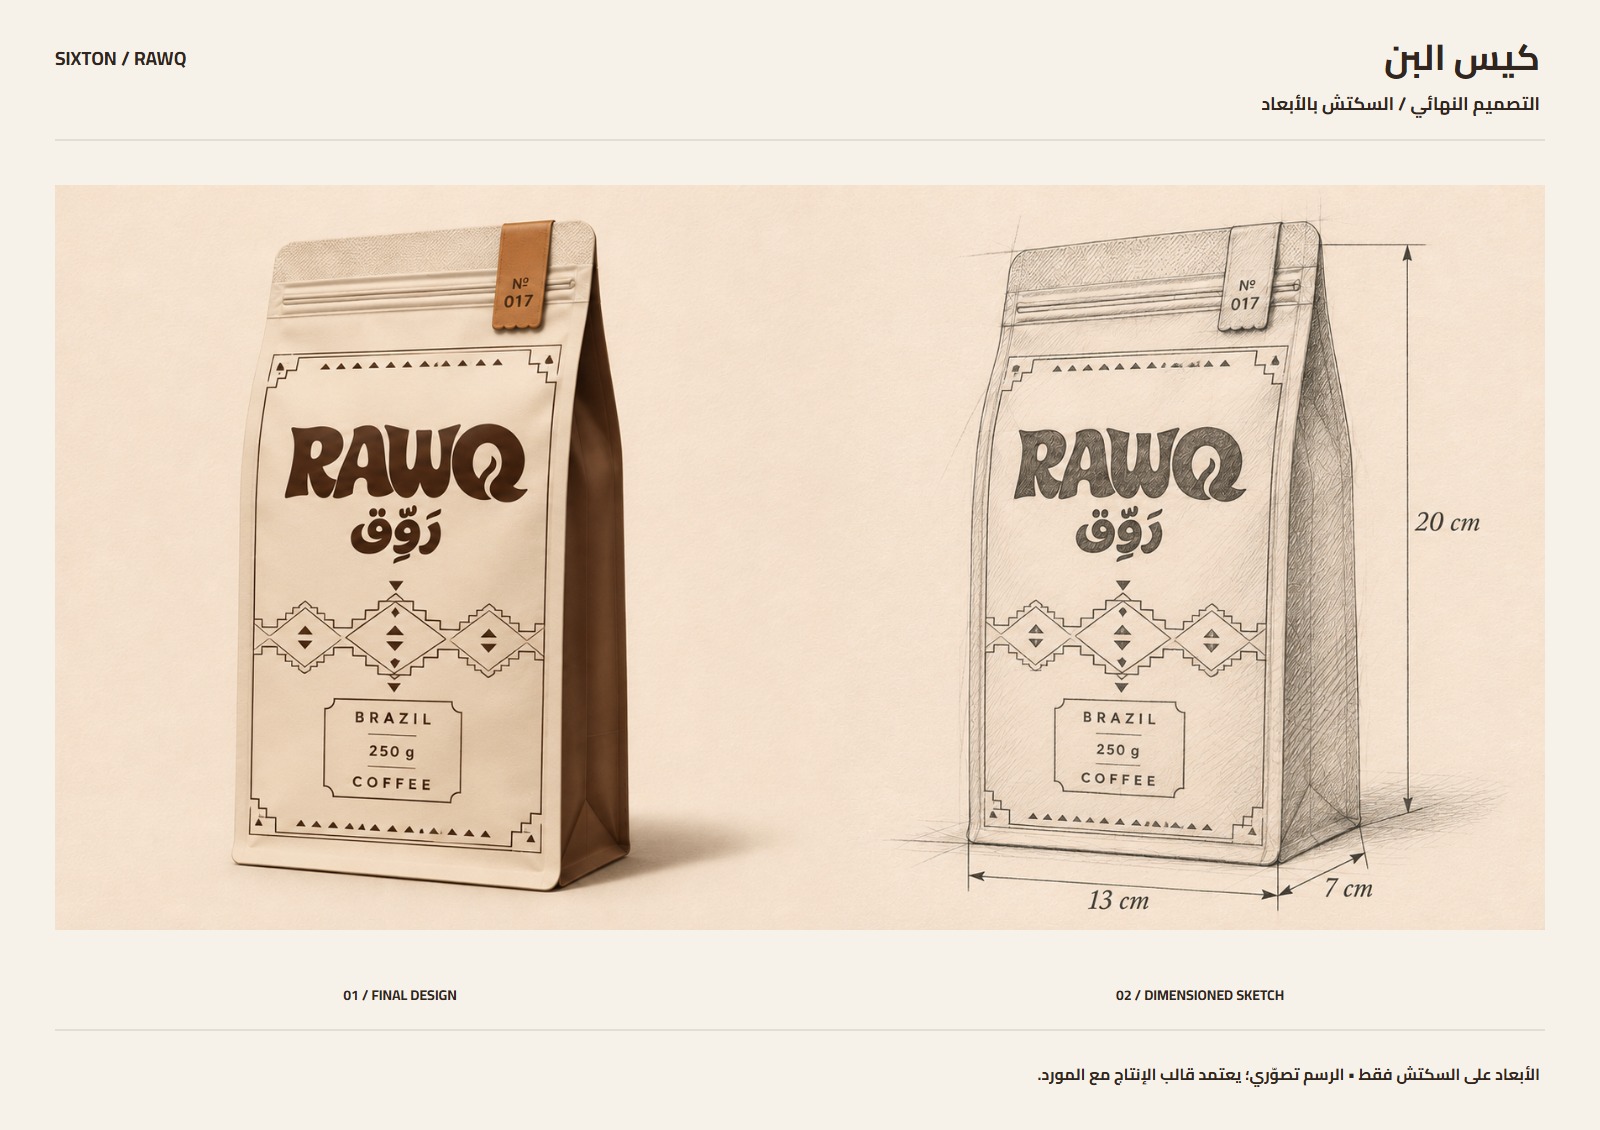 SIXTON / RAWQ
كيس البن
التصميم النهائي / السكتش بالأبعاد
Nº
017
RAWQ
رَوِّق
BRAZIL
250 g
COFFEE
Nº
017
RAWQ
رَوِّق
BRAZIL
250 g
COFFEE
20 cm
13 cm
7 cm
01 / FINAL DESIGN
02 / DIMENSIONED SKETCH
الأبعاد على السكتش فقط • الرسم تصوّري؛ يعتمد قالب الإنتاج مع المورد.